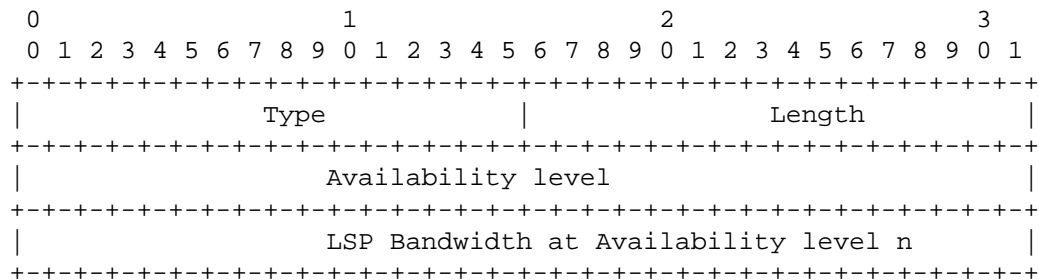 0                   1                   2                   3
 0 1 2 3 4 5 6 7 8 9 0 1 2 3 4 5 6 7 8 9 0 1 2 3 4 5 6 7 8 9 0 1
+-+-+-+-+-+-+-+-+-+-+-+-+-+-+-+-+-+-+-+-+-+-+-+-+-+-+-+-+-+-+-+-+
|               Type            |               Length          |
+-+-+-+-+-+-+-+-+-+-+-+-+-+-+-+-+-+-+-+-+-+-+-+-+-+-+-+-+-+-+-+-+
|                   Availability level                          |
+-+-+-+-+-+-+-+-+-+-+-+-+-+-+-+-+-+-+-+-+-+-+-+-+-+-+-+-+-+-+-+-+
|                   LSP Bandwidth at Availability level n       |
+-+-+-+-+-+-+-+-+-+-+-+-+-+-+-+-+-+-+-+-+-+-+-+-+-+-+-+-+-+-+-+-+